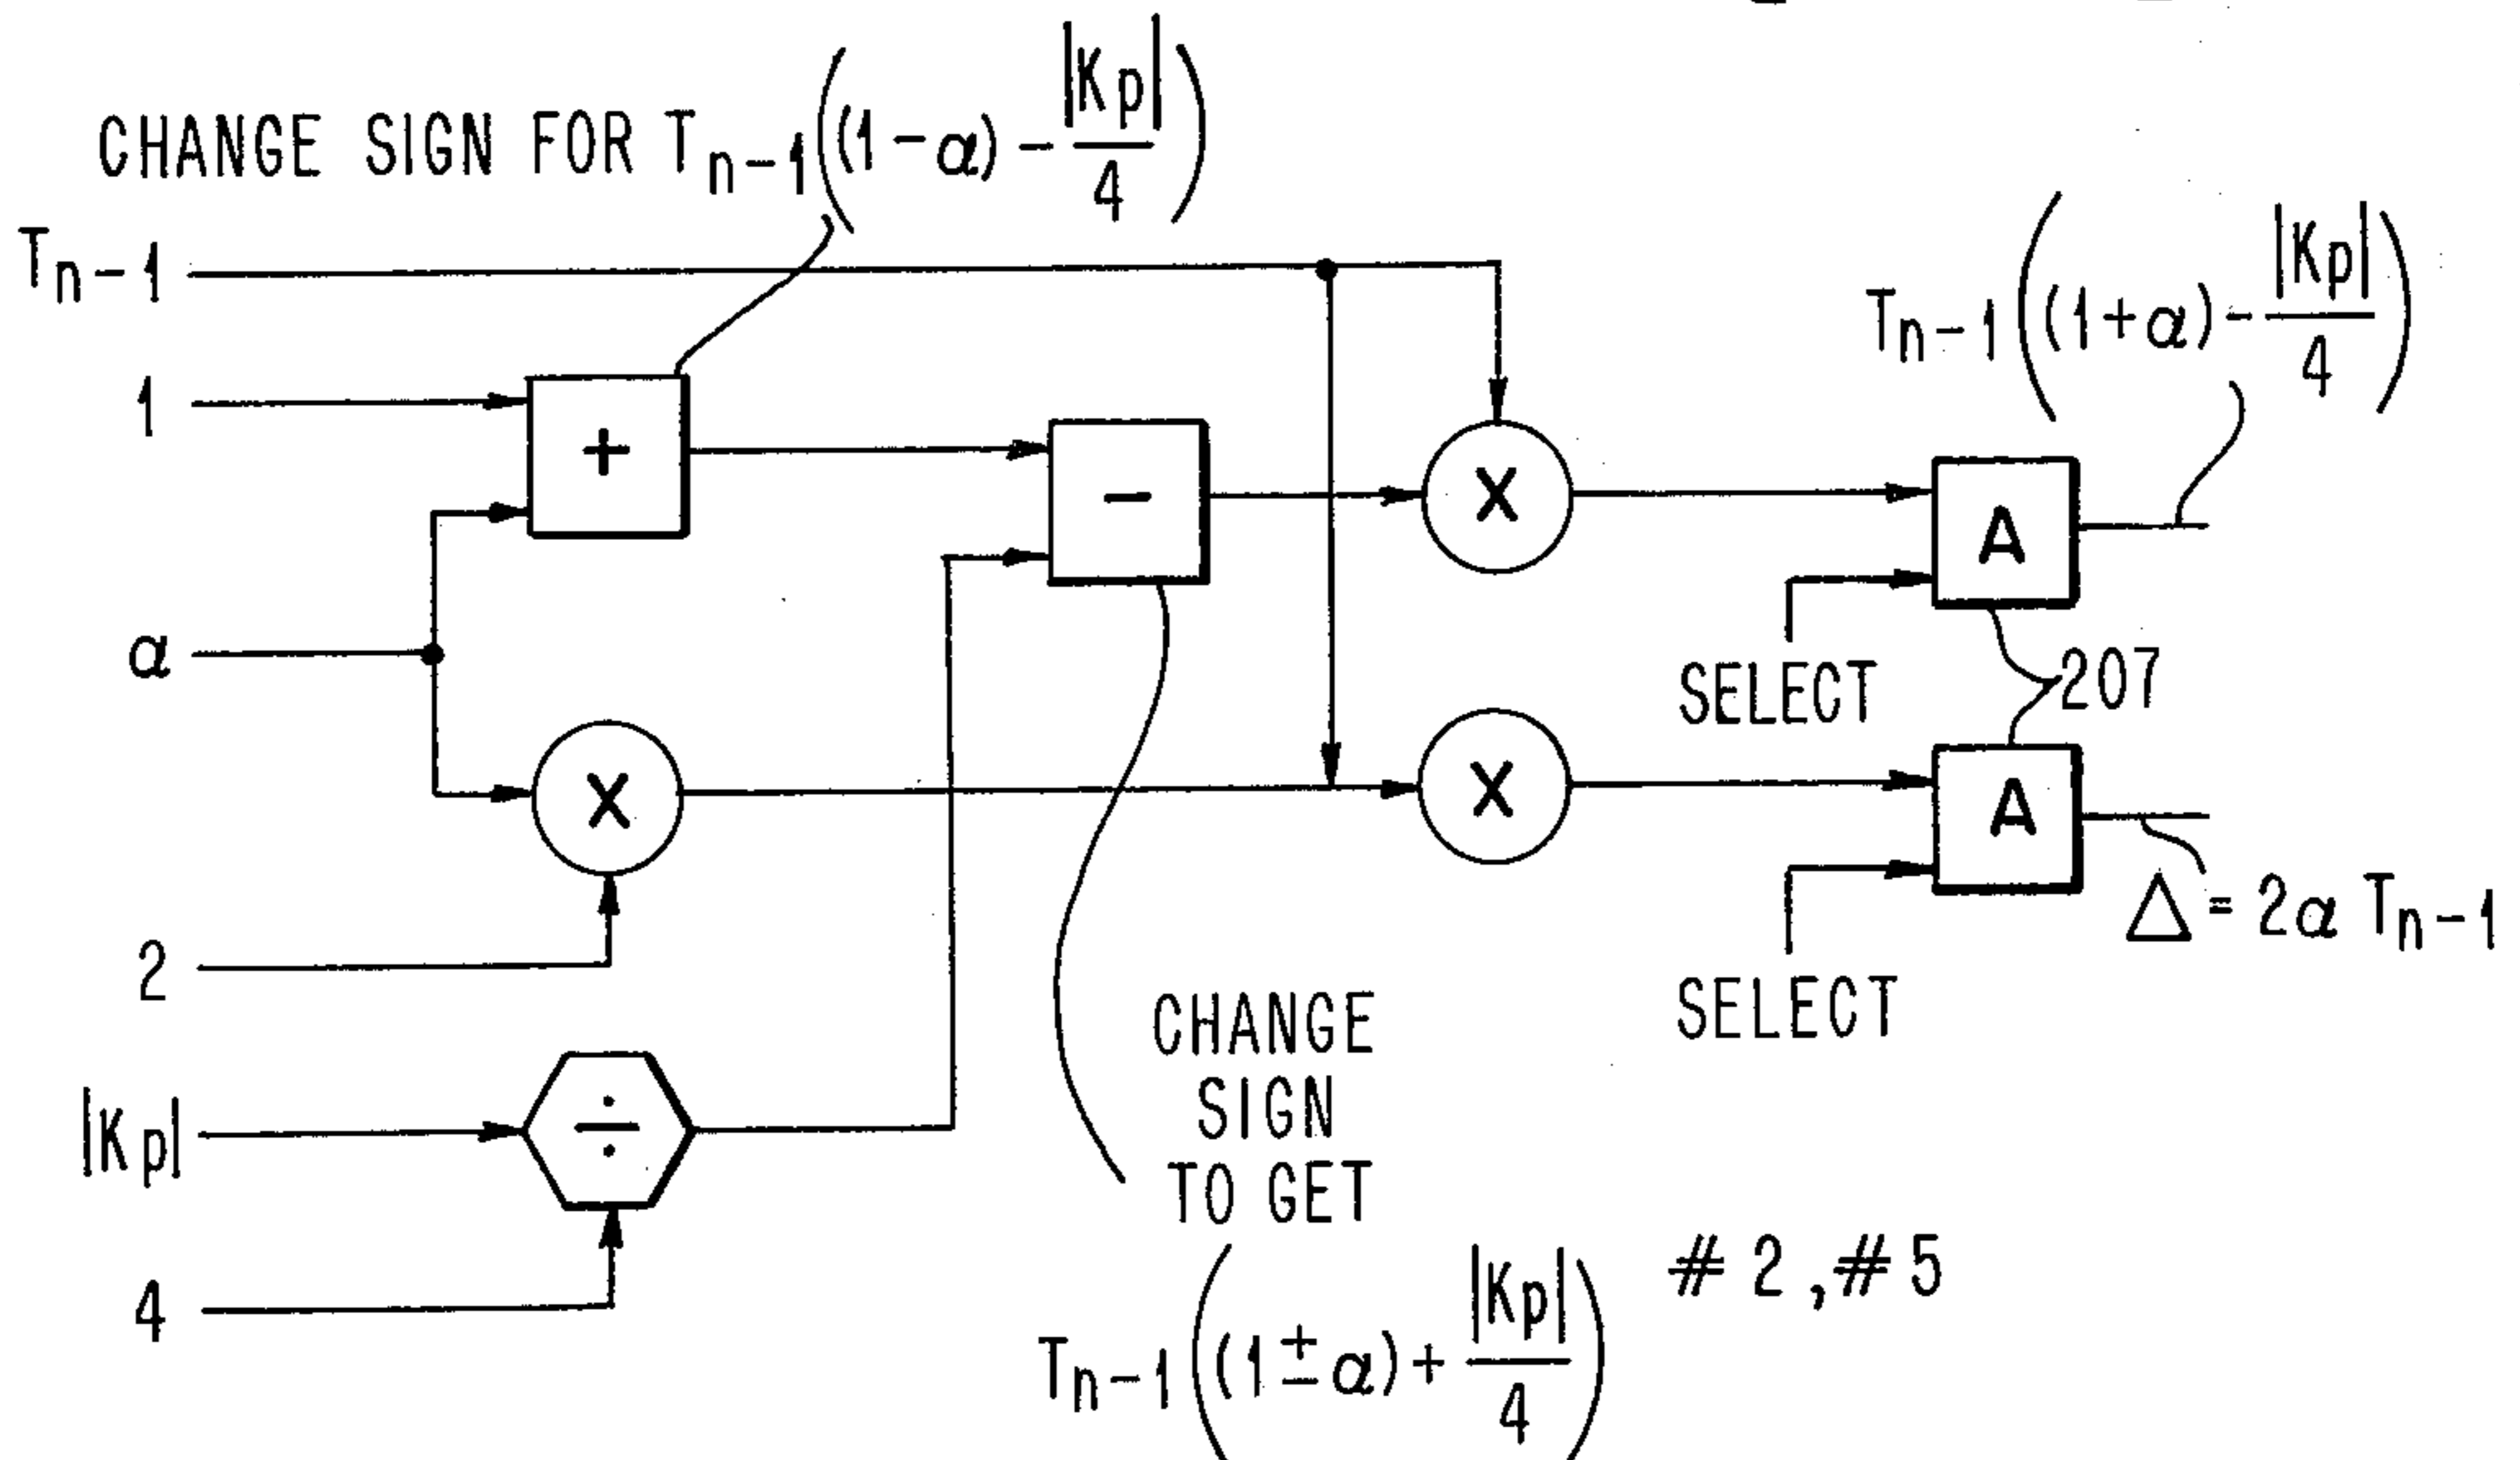 CHANGE SIGN FOR Tn-1((1-α)-|Kp|/4)
Tn-1
Tn-1((1+α)-|Kp|/4)
1
+
−
X
A
α
SELECT
207
X
X
A
Δ=2α Tn-1
2
SELECT
CHANGE
SIGN
TO GET
|Kp|
÷
4
Tn-1((1±α)+|Kp|/4)
#2,#5